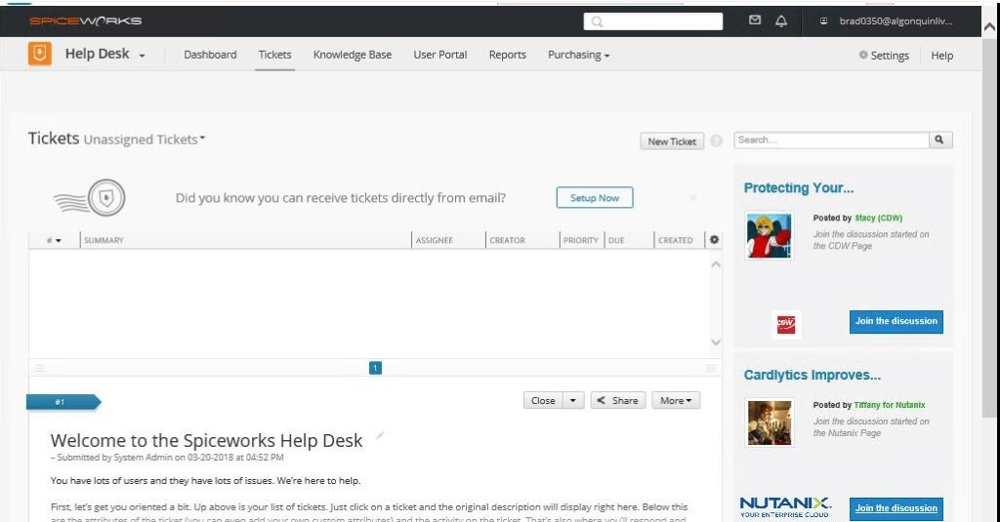 SPICEWORKS
brad0350@algonquinliv...
Help Desk
Dashboard
Tickets
Knowledge Base
User Portal
Reports
Purchasing
Settings
Help
Tickets Unassigned Tickets
New Ticket
?
Search...
Did you know you can receive tickets directly from email?
Setup Now
×
# SUMMARY ASSIGNEE CREATOR PRIORITY DUE CREATED
1
#1
Close
Share
More
Welcome to the Spiceworks Help Desk
– Submitted by System Admin on 03-20-2018 at 04:52 PM
You have lots of users and they have lots of issues. We're here to help.
First, let's get you oriented a bit. Up above is your list of tickets. Just click on a ticket and the original description will display right here. Below this
are the attributes of the ticket (you can even add your own custom attributes) and the activity on the ticket. That's also where you'll respond and
Protecting Your...
Posted by Stacy (CDW)
Join the discussion started on
the CDW Page
CDW
Join the discussion
Cardlytics Improves...
Posted by Tiffany for Nutanix
Join the discussion started on
the Nutanix Page
NUTANIX.
YOUR ENTERPRISE CLOUD
Join the discussion